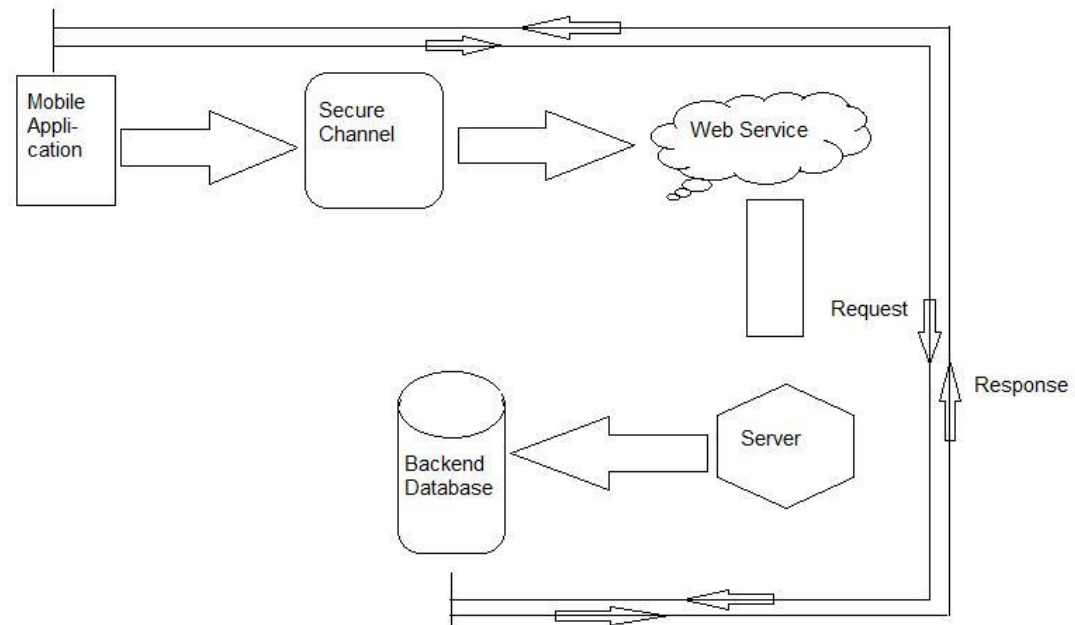 Mobile
Appli-
cation
Secure
Channel
Web Service
Request
Response
Server
Backend
Database